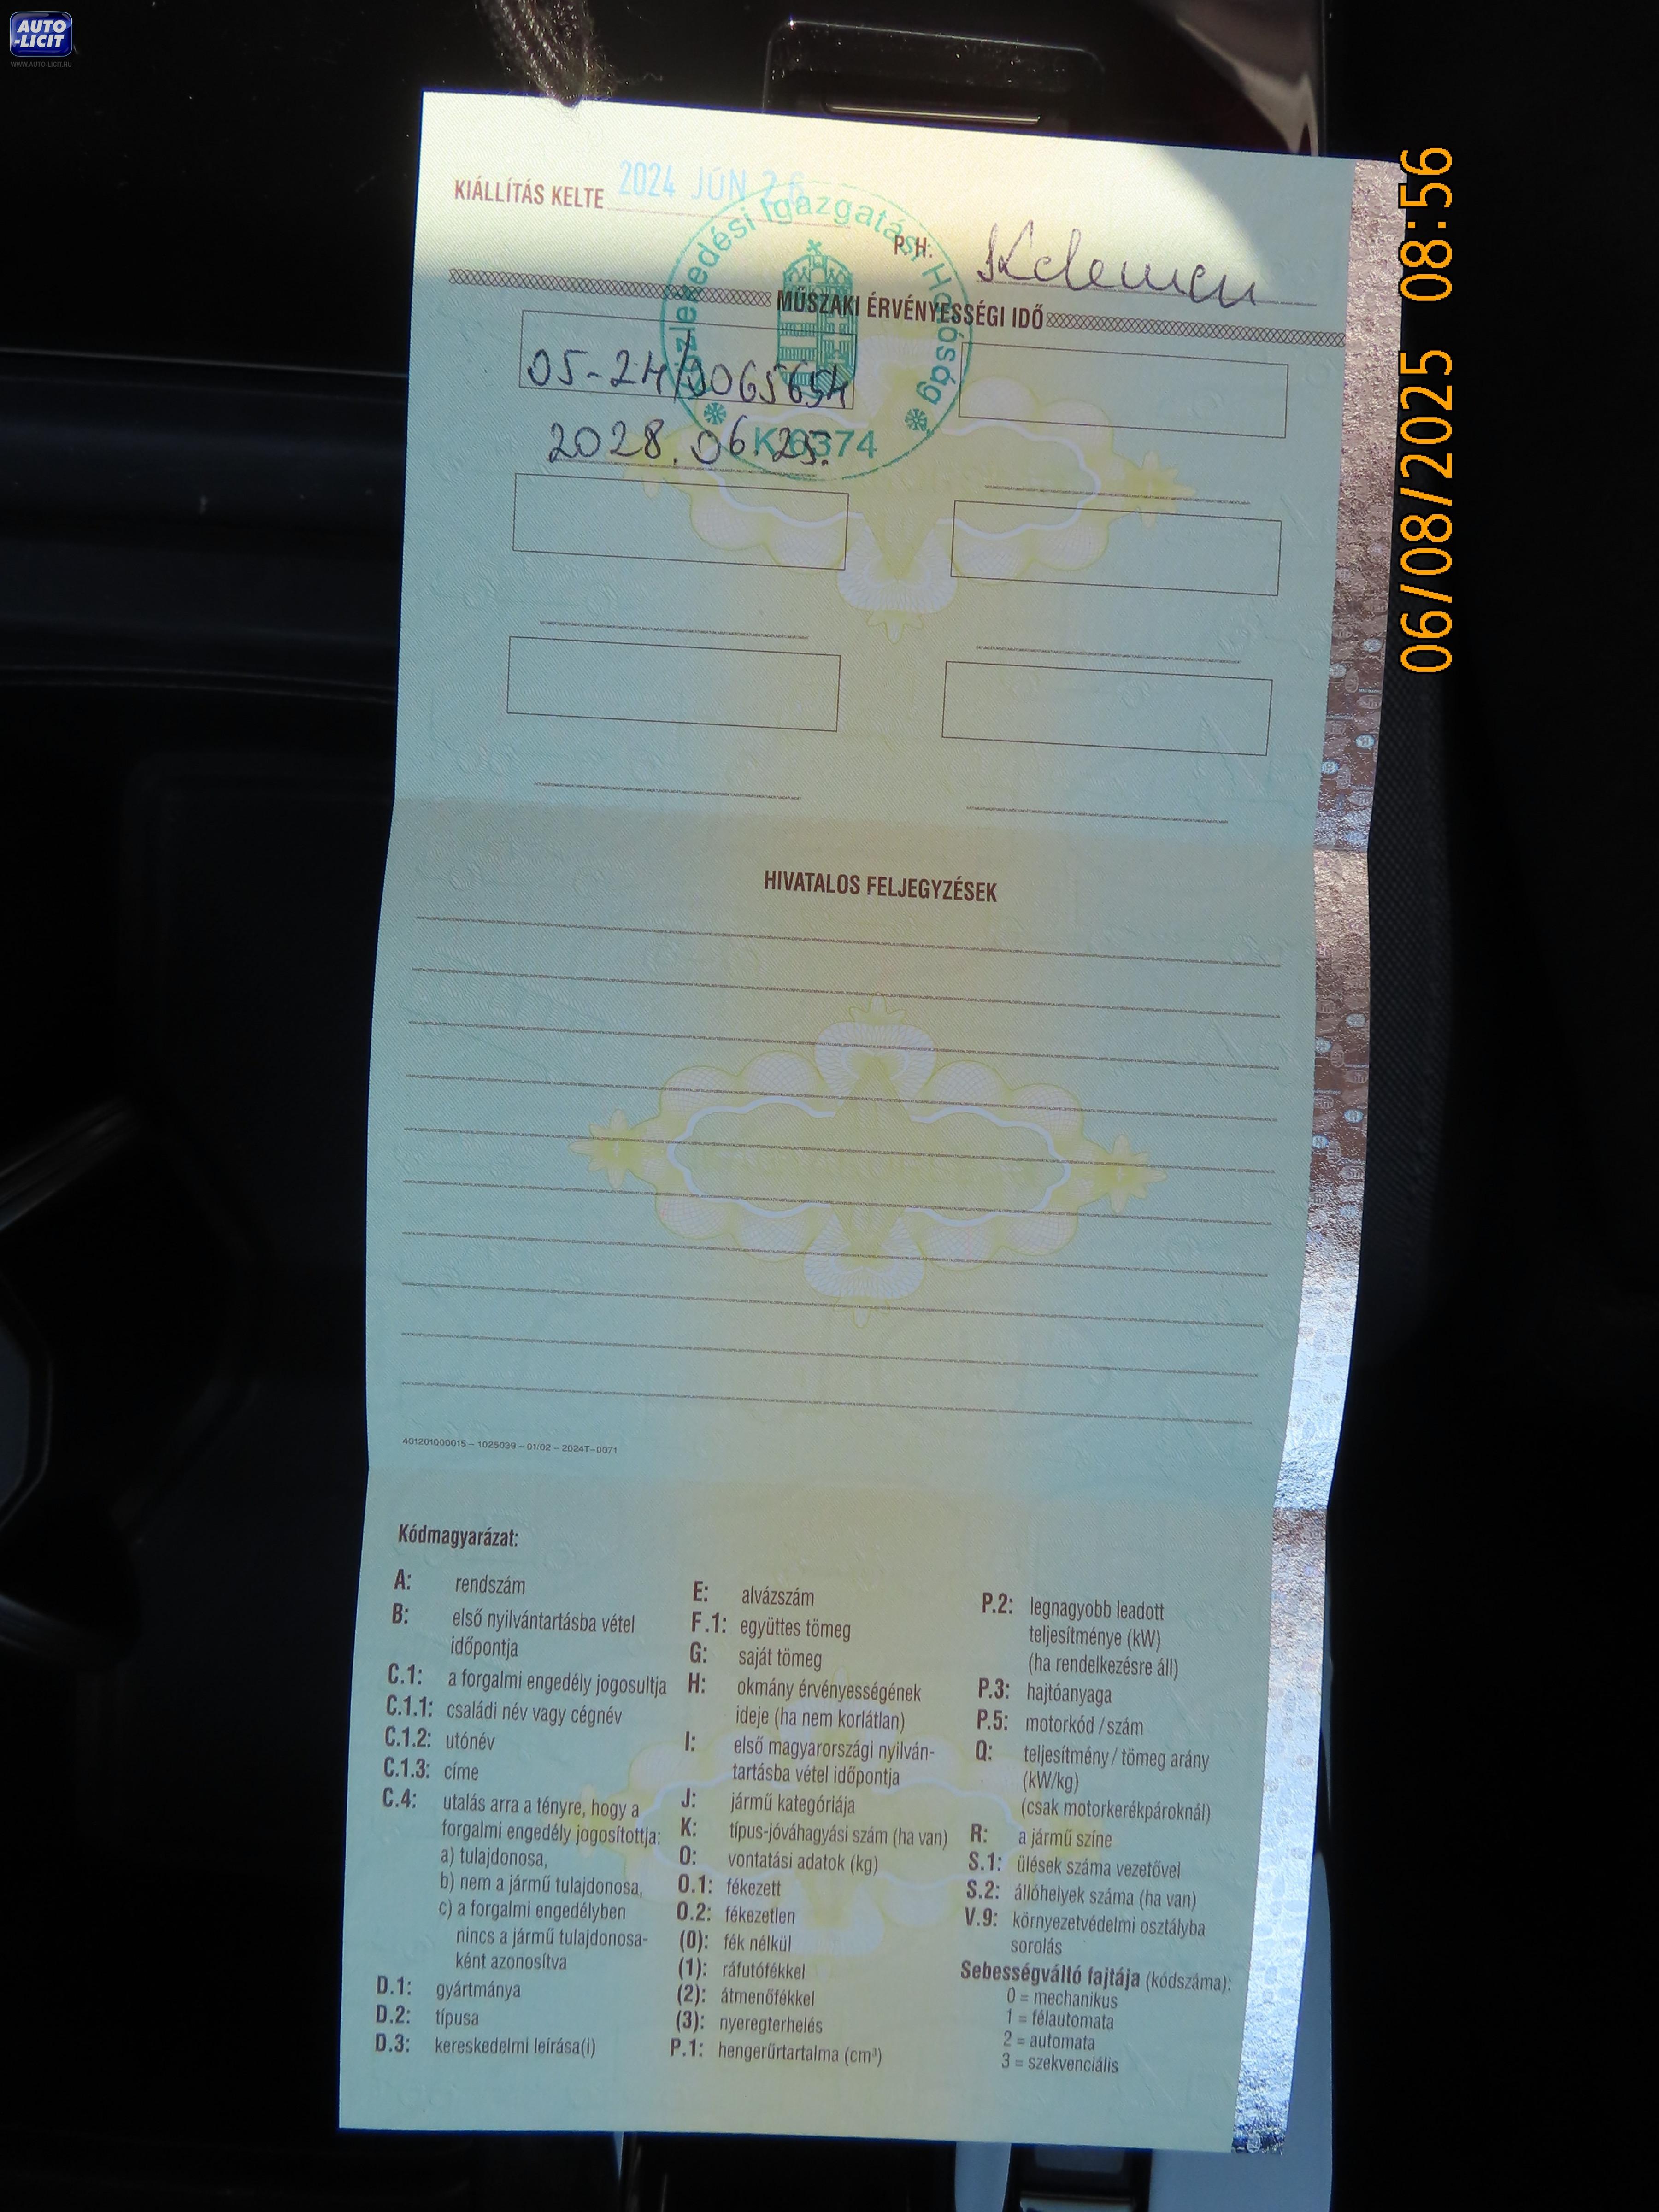 AUTO
-LICIT
WWW.AUTO-LICIT.HU
KIÁLLÍTÁS KELTE 2024 JÚN 26
P. H. Kelemen
Közlekedési Igazgatási Hatóság
MŰSZAKI ÉRVÉNYESSÉGI IDŐ
05-24/0065654
2028.06.25.
K 6374
HIVATALOS FELJEGYZÉSEK
401201000015 – 1025039 – 01/02 – 2024T–0071
Kódmagyarázat:
A: rendszám
B: első nyilvántartásba vétel
időpontja
C.1: a forgalmi engedély jogosultja
C.1.1: családi név vagy cégnév
C.1.2: utónév
C.1.3: címe
C.4: utalás arra a tényre, hogy a
forgalmi engedély jogosítottja:
a) tulajdonosa,
b) nem a jármű tulajdonosa,
c) a forgalmi engedélyben
nincs a jármű tulajdonosa-
ként azonosítva
D.1: gyártmánya
D.2: típusa
D.3: kereskedelmi leírása(i)
E: alvázszám
F.1: együttes tömeg
G: saját tömeg
H: okmány érvényességének
ideje (ha nem korlátlan)
I: első magyarországi nyilván-
tartásba vétel időpontja
J: jármű kategóriája
K: típus-jóváhagyási szám (ha van)
O: vontatási adatok (kg)
O.1: fékezett
O.2: fékezetlen
(0): fék nélkül
(1): ráfutófékkel
(2): átmenőfékkel
(3): nyeregterhelés
P.1: hengerűrtartalma (cm³)
P.2: legnagyobb leadott
teljesítménye (kW)
(ha rendelkezésre áll)
P.3: hajtóanyaga
P.5: motorkód / szám
Q: teljesítmény / tömeg arány
(kW/kg)
(csak motorkerékpároknál)
R: a jármű színe
S.1: ülések száma vezetővel
S.2: állóhelyek száma (ha van)
V.9: környezetvédelmi osztályba
sorolás
Sebességváltó fajtája (kódszáma):
0 = mechanikus
1 = félautomata
2 = automata
3 = szekvenciális
06/08/2025 08:56